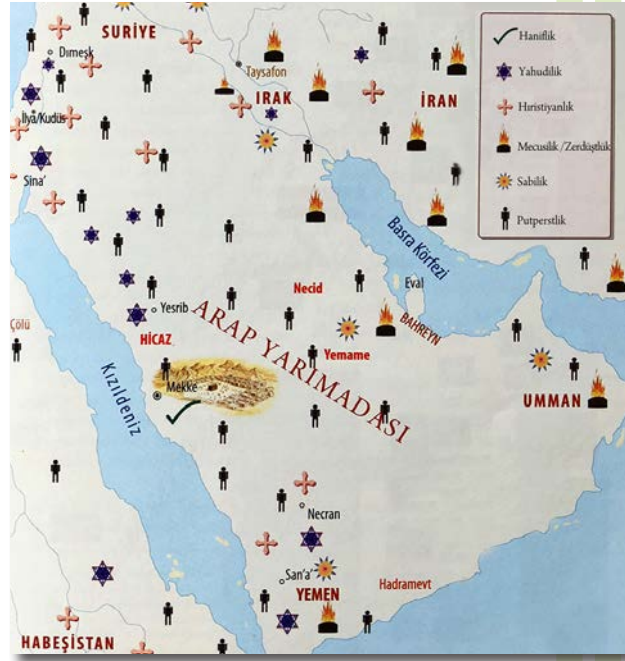 SURİYE
Dımeşk
Taysafon
IRAK
İRAN
İlya/Kudüs
Sina'
Haniflik
Yahudilik
Hıristiyanlık
Mecusilik/Zerdüştlük
Sabilik
Putperstlik
Basra Körfezi
Eval
BAHREYN
Necid
Yesrib
HİCAZ
ARAP YARIMADASI
Yemame
Çölü
Kızıldeniz
Mekke
UMMAN
Necran
San'a'
YEMEN
Hadramevt
HABEŞİSTAN